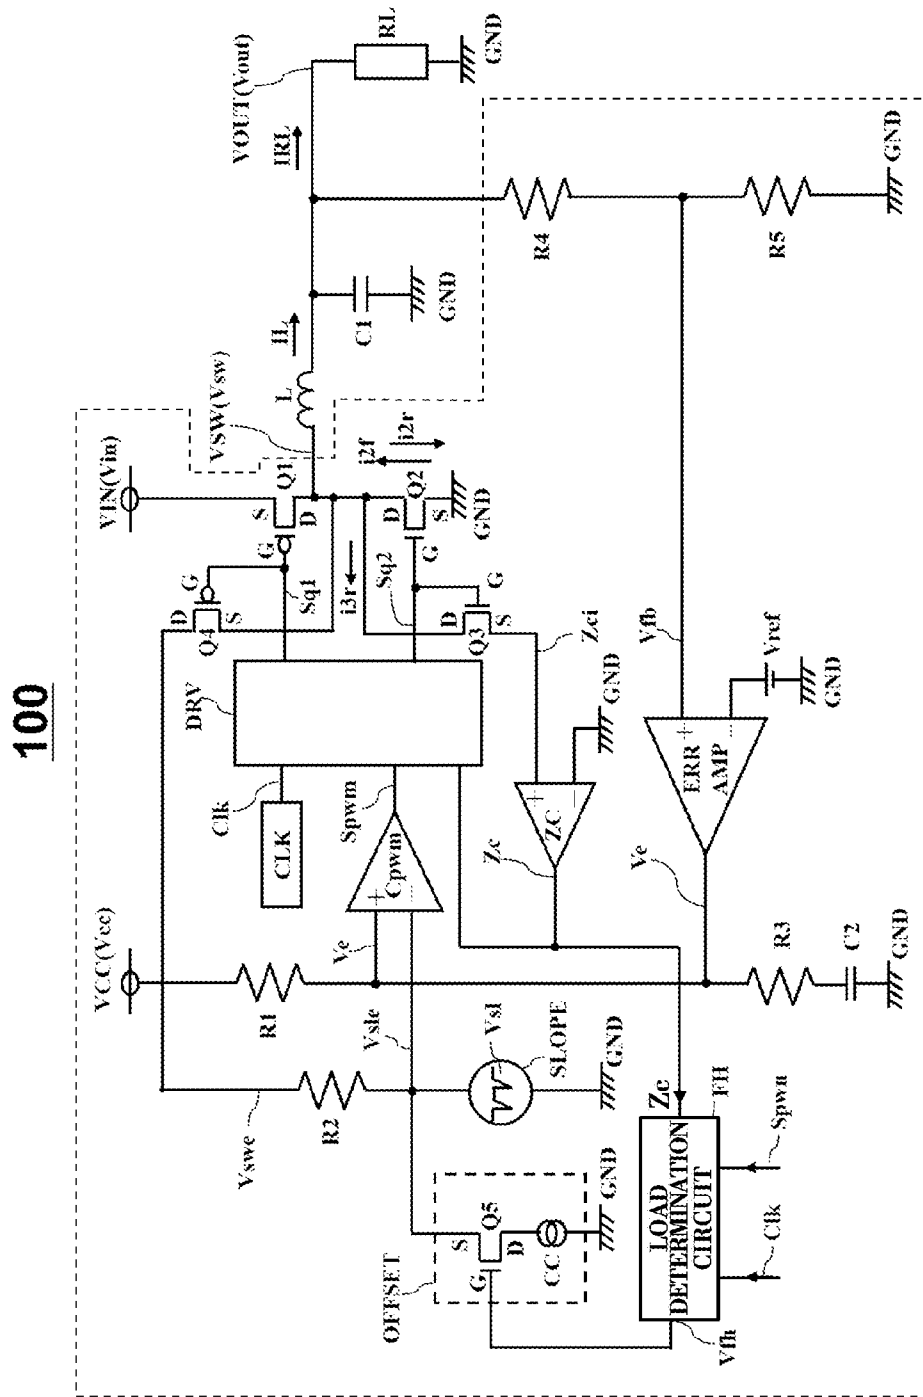 100
VCC(Vcc)
VIN(Vin)
VSW(Vsw)
VOUT(Vout)
IL
IRL
L
RL
GND
C1
GND
Q1
S
D
G
Q4
D
S
G
Sq1
i3r
Sq2
i2f
i2r
D
Q2
S
G
GND
D
Q3
S
G
DRV
Clk
CLK
Spwm
Cpwm
+
Ve
R1
R2
Vswe
Vsle
Vsl
SLOPE
GND
OFFSET
S
Q5
D
G
CC
GND
Zc
ZC
+
-
Zci
GND
Vfb
R4
R5
GND
ERR
AMP
+
Vref
GND
Ve
R3
C2
GND
Zc
FH
LOAD
DETERMINATION
CIRCUIT
Vfh
Clk
Spwm